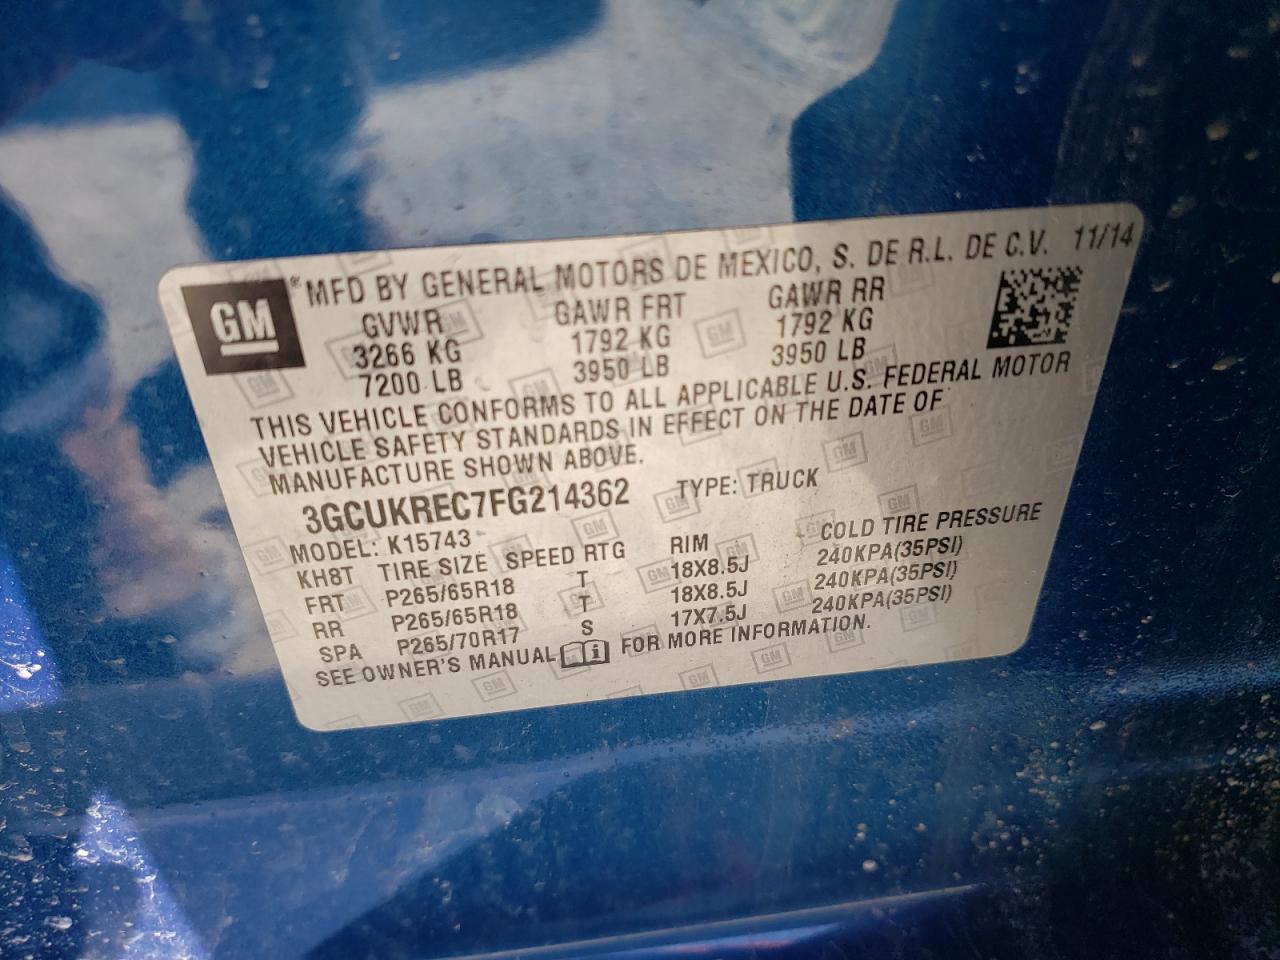 GM ® MFD BY GENERAL MOTORS DE MEXICO, S. DE R.L. DE C.V. 11/14
GVWR GAWR FRT GAWR RR
3266 KG 1792 KG 1792 KG
7200 LB 3950 LB 3950 LB
THIS VEHICLE CONFORMS TO ALL APPLICABLE U.S. FEDERAL MOTOR
VEHICLE SAFETY STANDARDS IN EFFECT ON THE DATE OF
MANUFACTURE SHOWN ABOVE.
3GCUKREC7FG214362 TYPE: TRUCK
MODEL: K15743
KH8T TIRE SIZE SPEED RTG RIM COLD TIRE PRESSURE
FRT P265/65R18 T 18X8.5J 240KPA(35PSI)
RR P265/65R18 T 18X8.5J 240KPA(35PSI)
SPA P265/70R17 S 17X7.5J 240KPA(35PSI)
SEE OWNER'S MANUAL i FOR MORE INFORMATION.